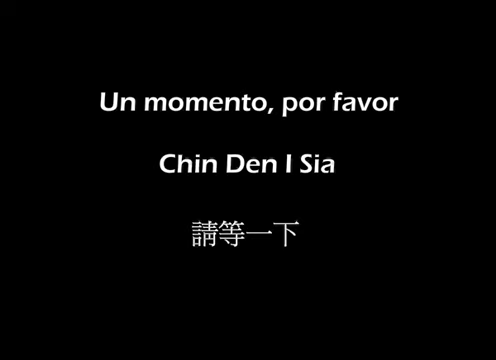 Un momento, por favor
Chin Den I Sia
請等一下